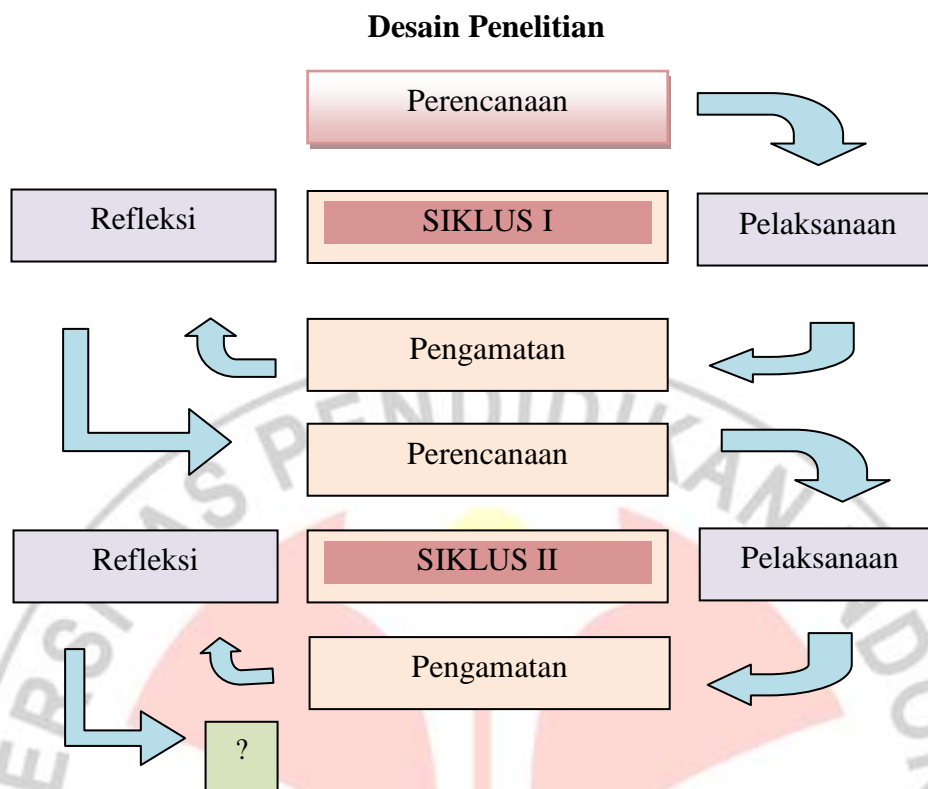 Desain Penelitian
Perencanaan
Refleksi
SIKLUS I
Pelaksanaan
Pengamatan
Perencanaan
Refleksi
SIKLUS II
Pelaksanaan
Pengamatan
?